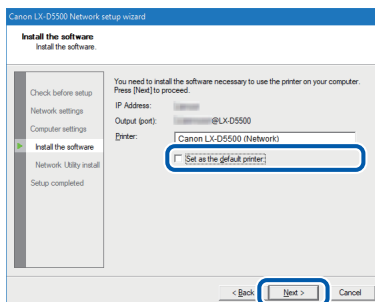 Canon LX-D5500 Network setup wizard
Install the software
Install the software.
Check before setup
Network settings
Computer settings
Install the software
Network Utility install
Setup completed
You need to install the software necessary to use the printer on your computer.
Press [Next] to proceed.
IP Address:
Output (port): @LX-D5500
Printer: Canon LX-D5500 (Network)
Set as the default printer;
< Back Next > Cancel